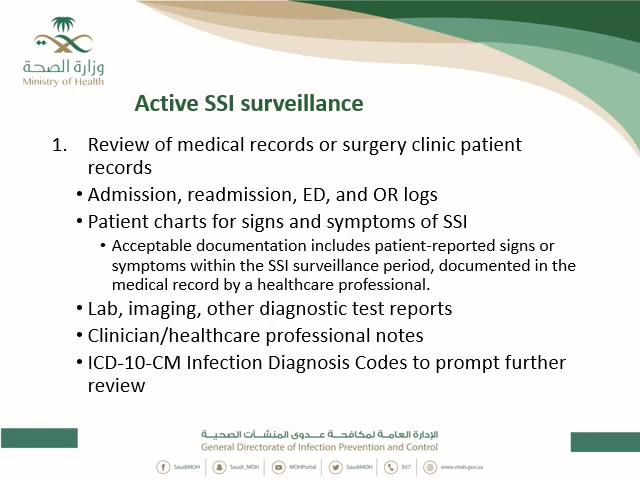 وزارة الصحة
Ministry of Health
Active SSI surveillance
1. Review of medical records or surgery clinic patient
records
• Admission, readmission, ED, and OR logs
• Patient charts for signs and symptoms of SSI
• Acceptable documentation includes patient-reported signs or
symptoms within the SSI surveillance period, documented in the
medical record by a healthcare professional.
• Lab, imaging, other diagnostic test reports
• Clinician/healthcare professional notes
• ICD-10-CM Infection Diagnosis Codes to prompt further
review
الإدارة العامة لمكافحة عدوى المنشآت الصحية
General Directorate of Infection Prevention and Control
SaudiMOH | Saudi_MOH | MOHPortal | SaudiMOH | 937 | www.moh.gov.sa